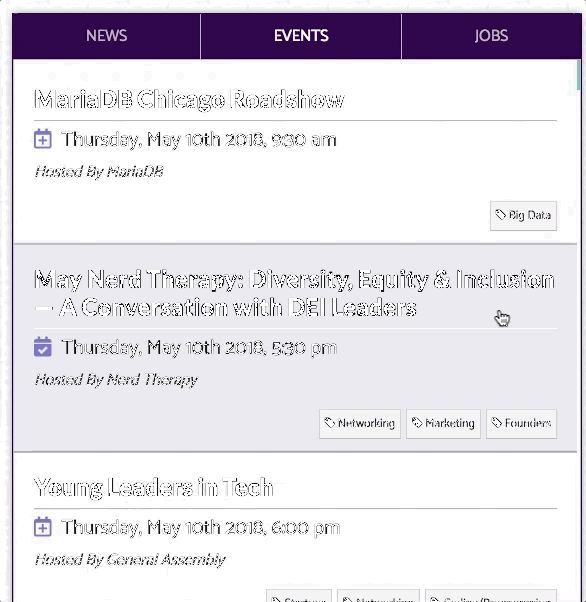 NEWS EVENTS JOBS
MariaDB Chicago Roadshow
Thursday, May 10th 2018, 9:30 am
Hosted By MariaDB
Big Data
May Nerd Therapy: Diversity, Equity & Inclusion
— A Conversation with DEI Leaders
Thursday, May 10th 2018, 5:30 pm
Hosted By Nerd Therapy
Networking Marketing Founders
Young Leaders in Tech
Thursday, May 10th 2018, 6:00 pm
Hosted By General Assembly